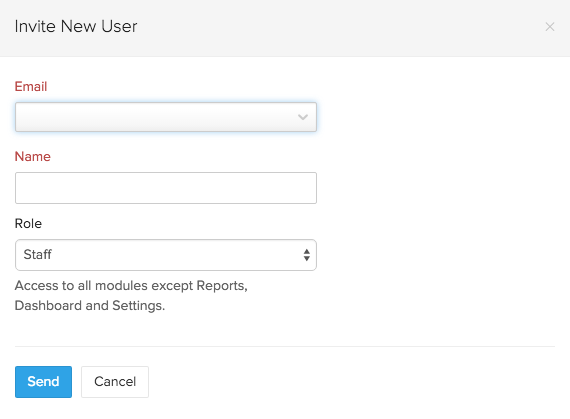 Invite New User
Email
Name
Role
Staff
Access to all modules except Reports,
Dashboard and Settings.
Send
Cancel